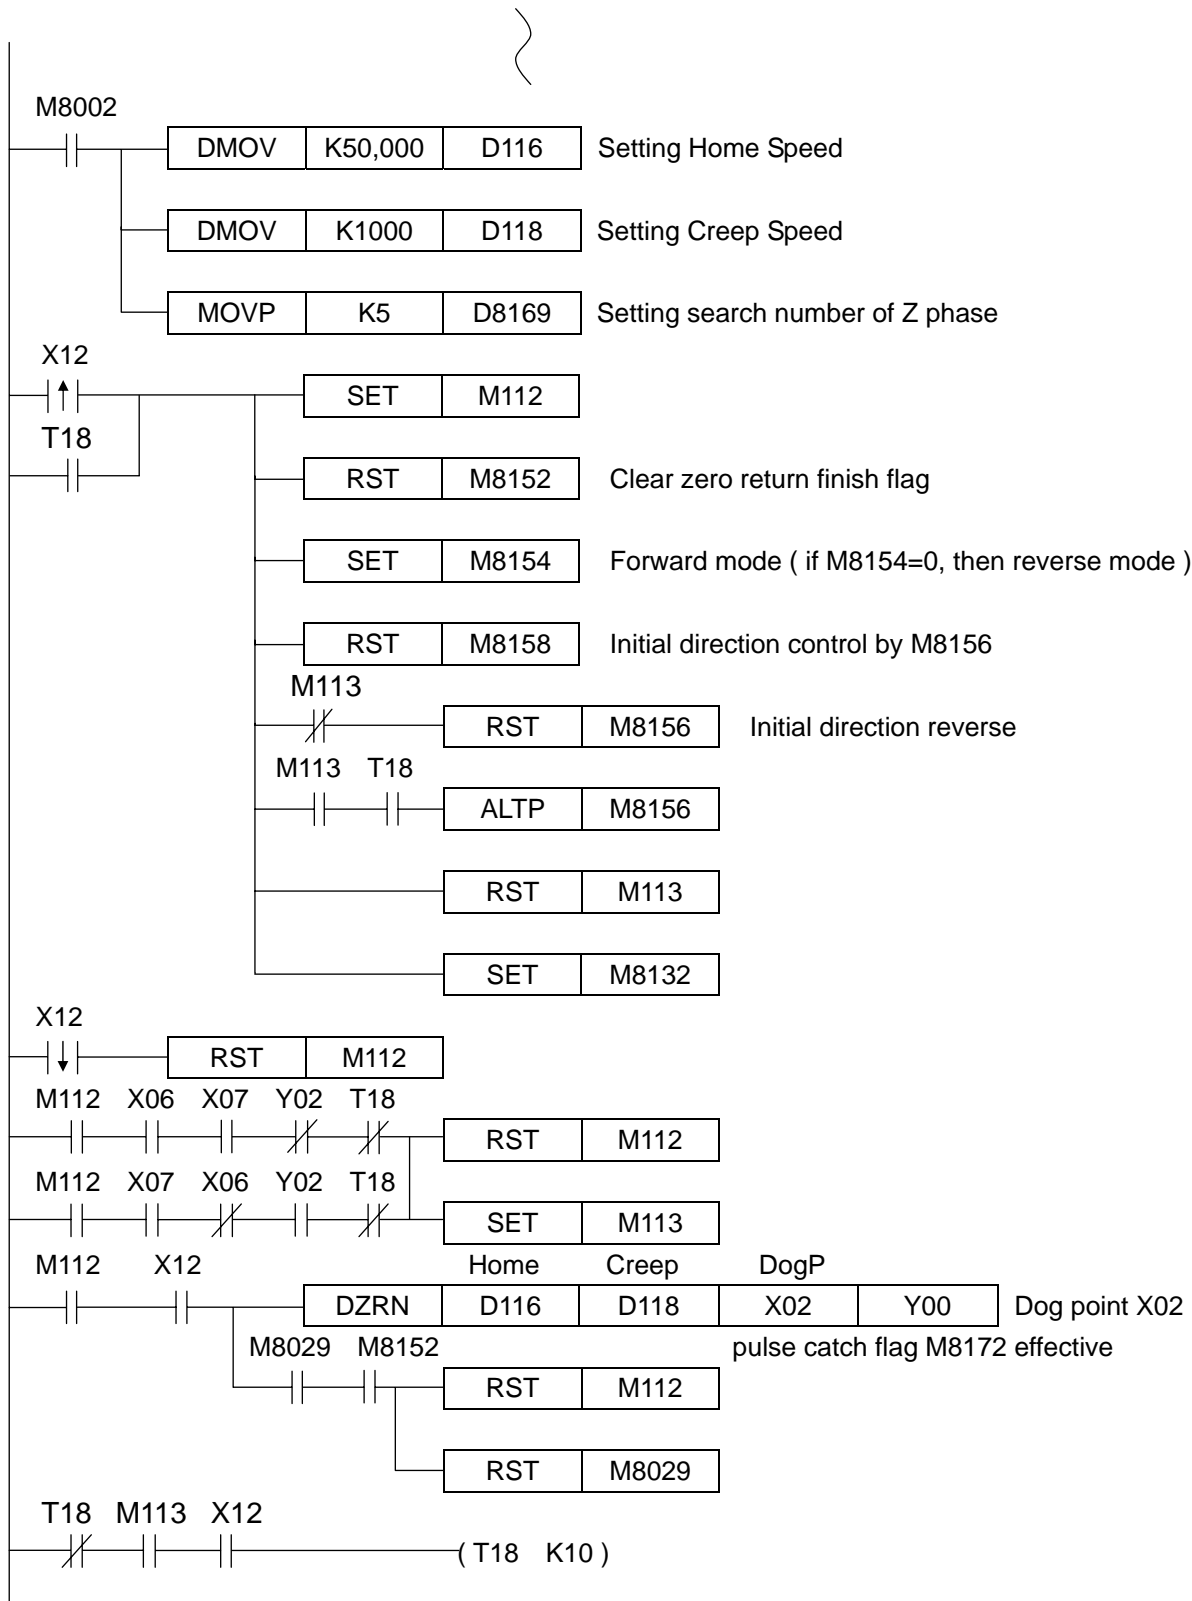 M8002
DMOV K50,000 D116 Setting Home Speed
DMOV K1000 D118 Setting Creep Speed
MOVP K5 D8169 Setting search number of Z phase
X12
SET M112
T18
RST M8152 Clear zero return finish flag
SET M8154 Forward mode ( if M8154=0, then reverse mode )
RST M8158 Initial direction control by M8156
M113
RST M8156 Initial direction reverse
M113 T18
ALTP M8156
RST M113
SET M8132
X12
RST M112
M112 X06 X07 Y02 T18
RST M112
M112 X07 X06 Y02 T18
SET M113
M112 X12 Home Creep DogP
DZRN D116 D118 X02 Y00 Dog point X02
M8029 M8152 pulse catch flag M8172 effective
RST M112
RST M8029
T18 M113 X12
( T18 K10 )